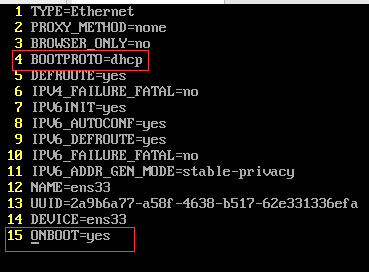 1 TYPE=Ethernet
2 PROXY_METHOD=none
3 BROWSER_ONLY=no
4 BOOTPROTO=dhcp
5 DEFROUTE=yes
6 IPV4_FAILURE_FATAL=no
7 IPV6INIT=yes
8 IPV6_AUTOCONF=yes
9 IPV6_DEFROUTE=yes
10 IPV6_FAILURE_FATAL=no
11 IPV6_ADDR_GEN_MODE=stable-privacy
12 NAME=ens33
13 UUID=2a9b6a77-a58f-4638-b517-62e331336efa
14 DEVICE=ens33
15 ONBOOT=yes